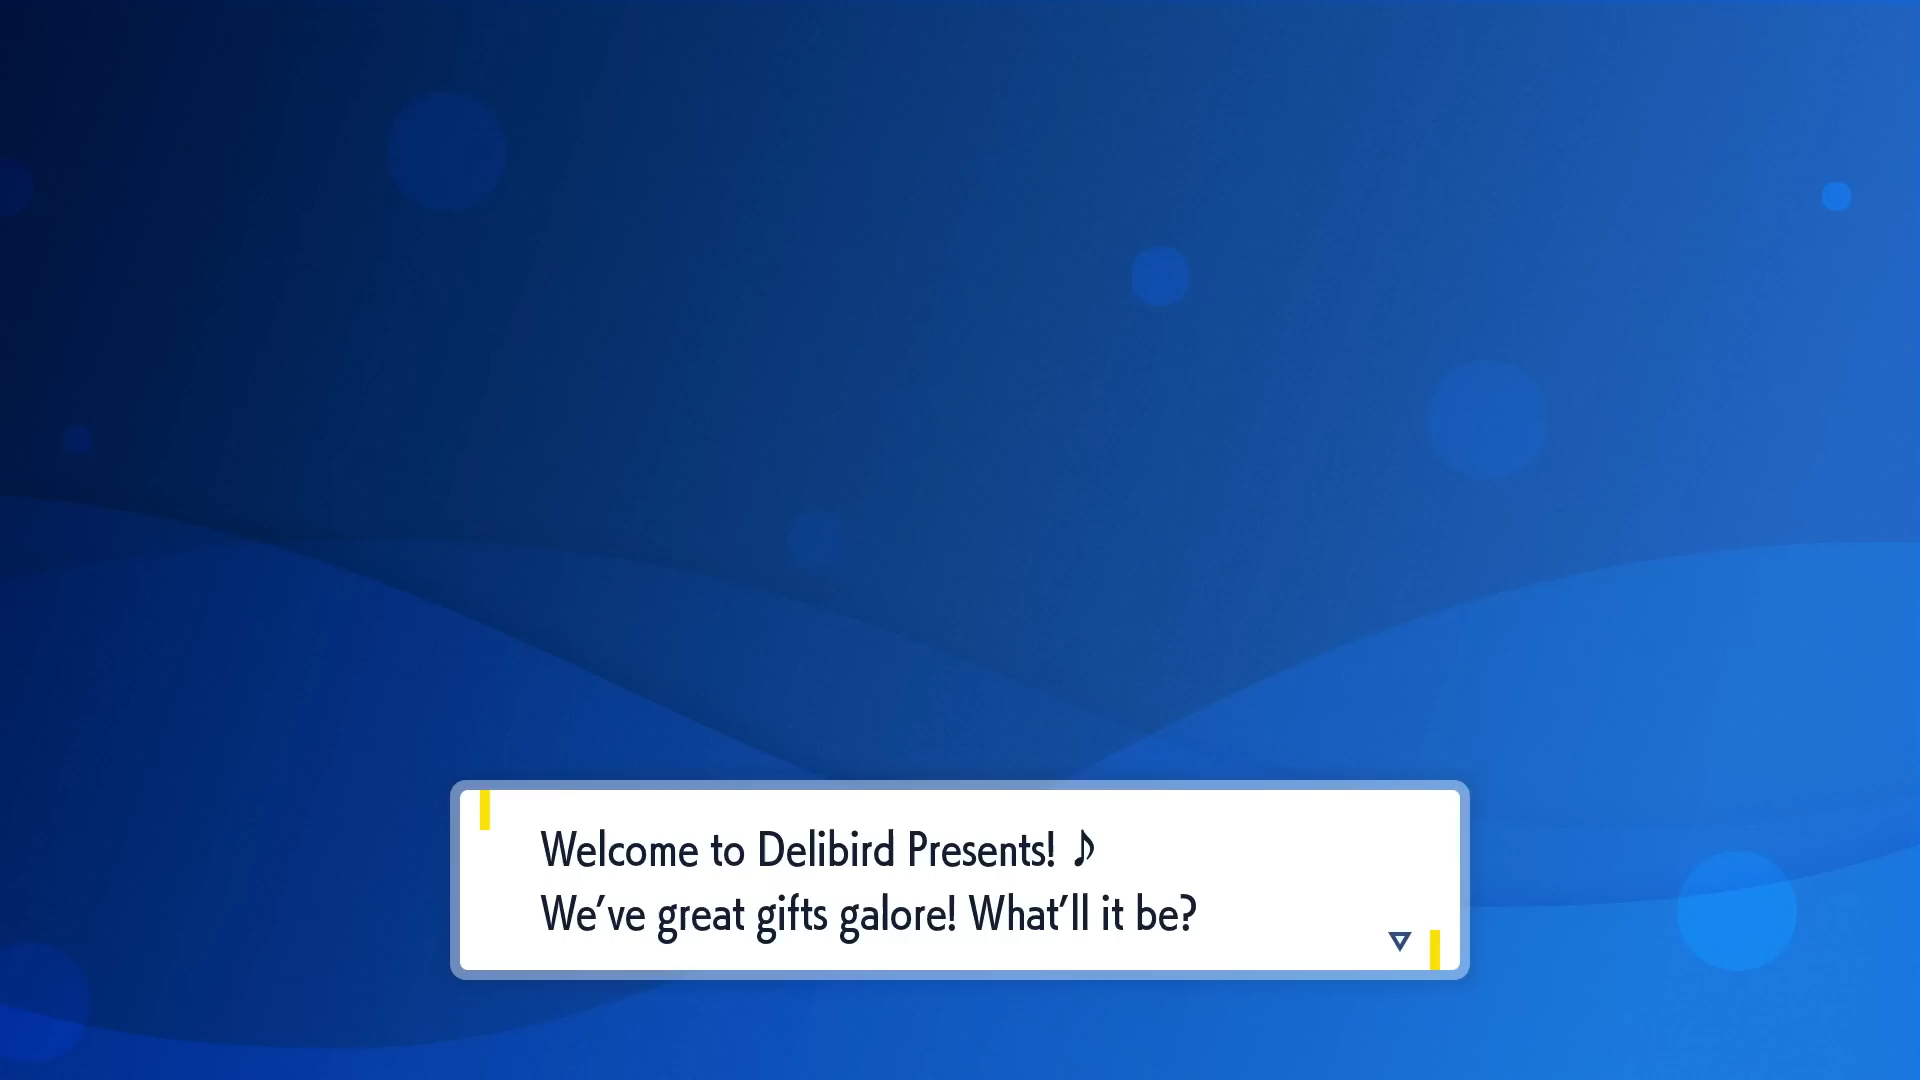 Welcome to Delibird Presents! ♪
We've great gifts galore! What'll it be?